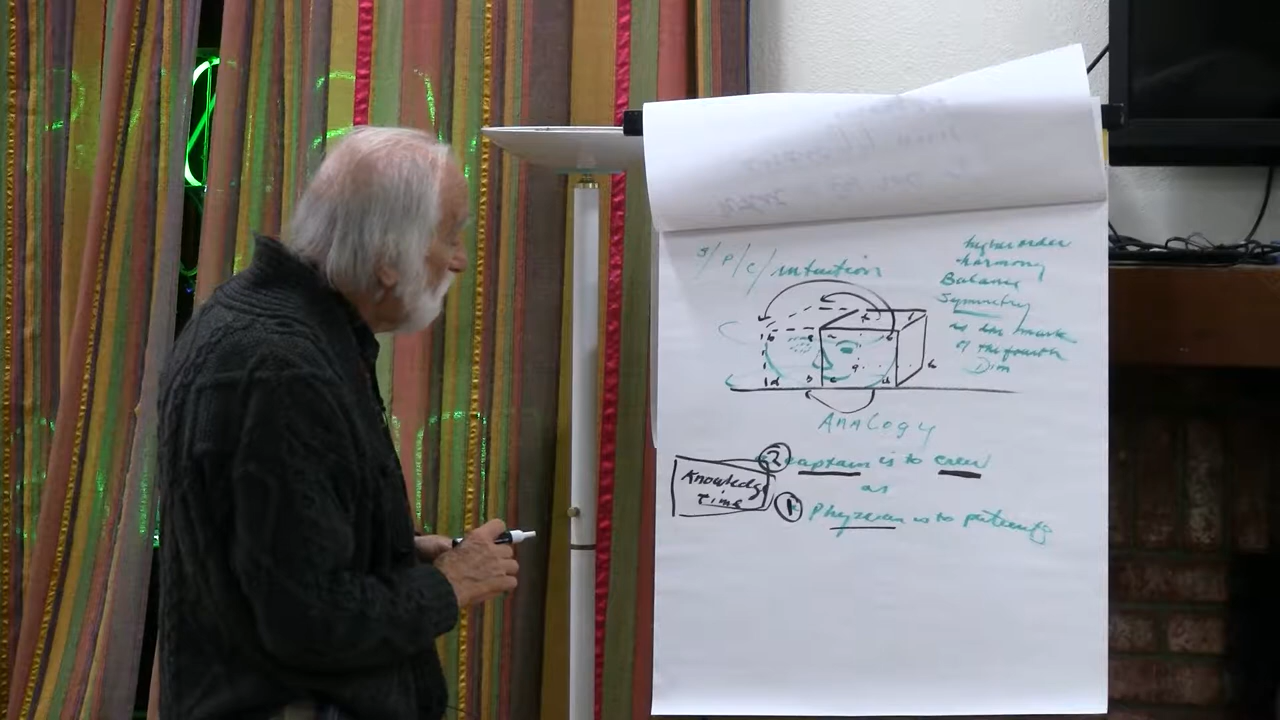 S/P/C/intuition
higher order
harmony
Balance
Symmetry
is the mark
of the fourth
Dim
ANALOGY
② Captain is to crew
as
Knowledge
Time
① Physician is to patients